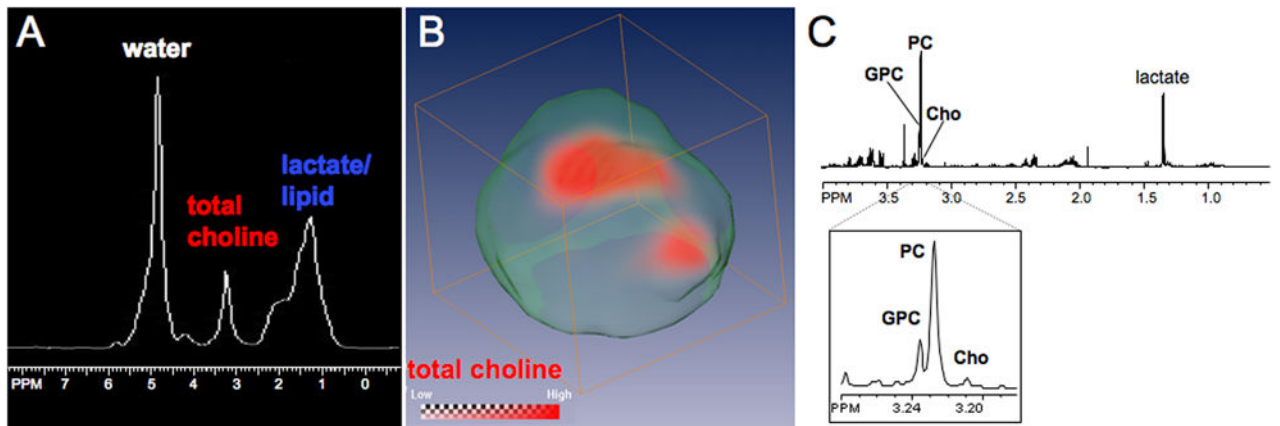 A
water
total
choline
lactate/
lipid
PPM 7 6 5 4 3 2 1 0
B
total choline
Low High
C
PC
GPC
Cho
lactate
PPM 3.5 3.0 2.5 2.0 1.5 1.0
PC
GPC
Cho
PPM 3.24 3.20